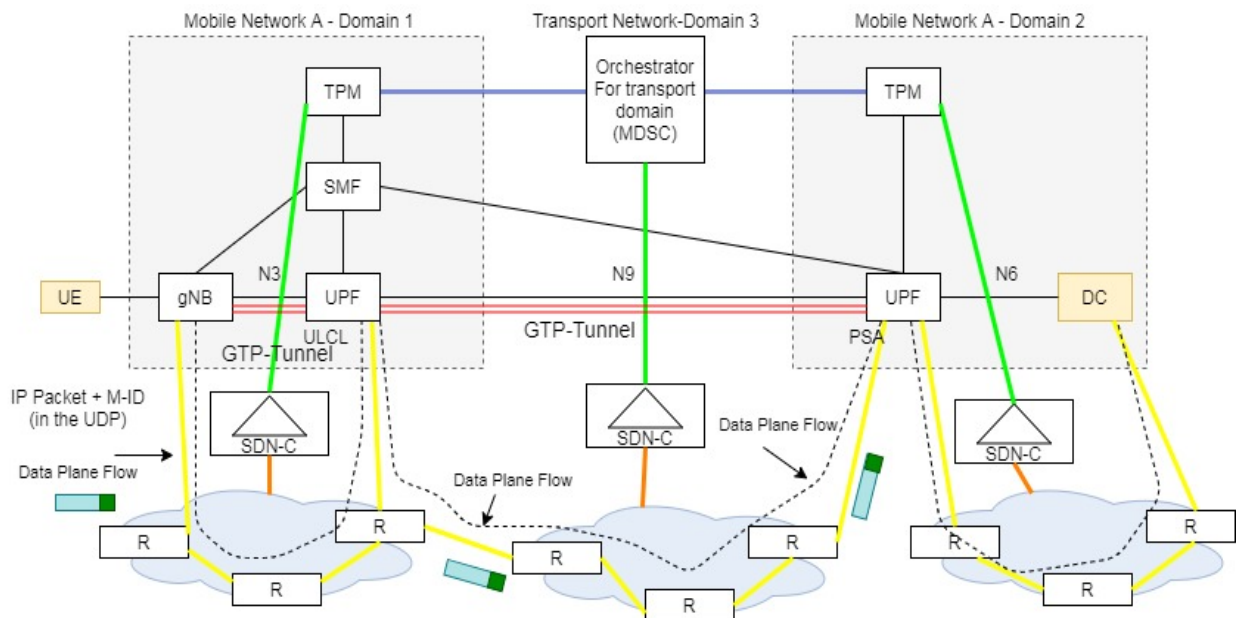 Mobile Network A - Domain 1
Transport Network-Domain 3
Mobile Network A - Domain 2
TPM
Orchestrator
For transport
domain
(MDSC)
TPM
SMF
N3
N9
N6
UE
gNB
UPF
UPF
DC
ULCL
GTP-Tunnel
PSA
GTP-Tunnel
IP Packet + M-ID
(in the UDP)
SDN-C
SDN-C
SDN-C
Data Plane Flow
Data Plane Flow
Data Plane Flow
R
R
R
R
R
R
R
R
R